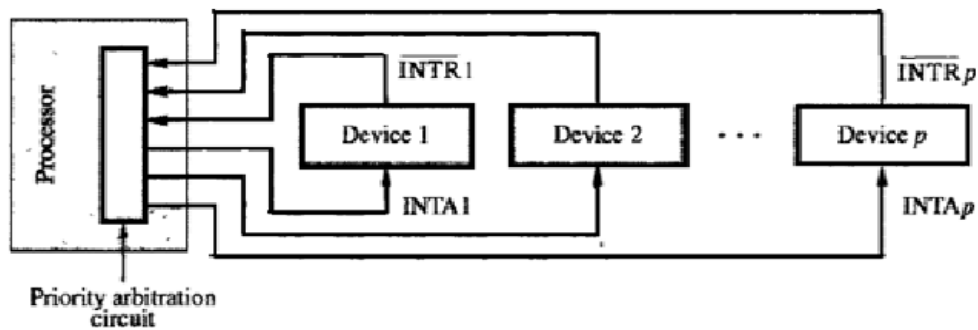 Processor
INTR1
INTRp
Device 1
Device 2
...
Device p
INTA1
INTAp
Priority arbitration
circuit